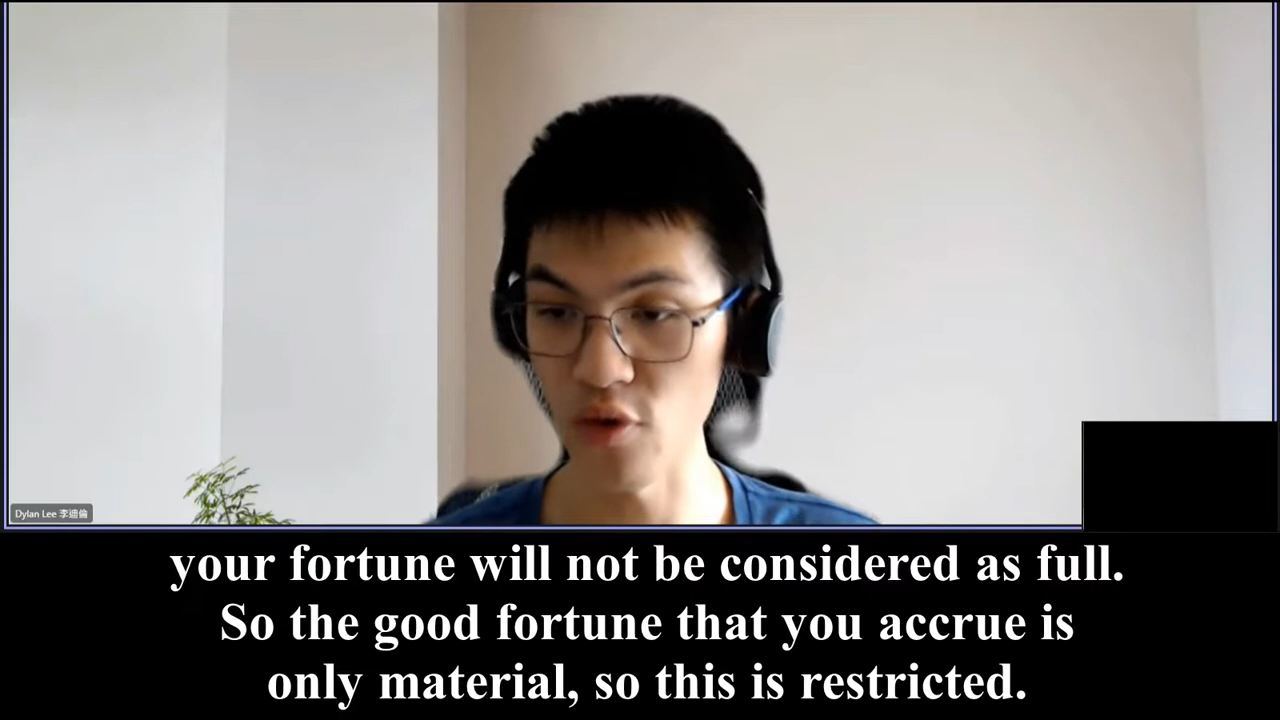 Dylan Lee 李迪倫
your fortune will not be considered as full.
So the good fortune that you accrue is
only material, so this is restricted.